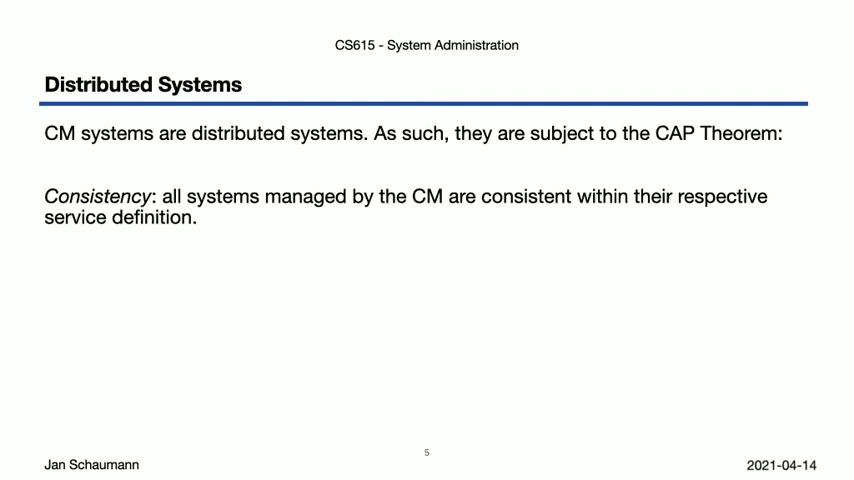 CS615 - System Administration
Distributed Systems
CM systems are distributed systems. As such, they are subject to the CAP Theorem:
Consistency: all systems managed by the CM are consistent within their respective
service definition.
5
Jan Schaumann
2021-04-14